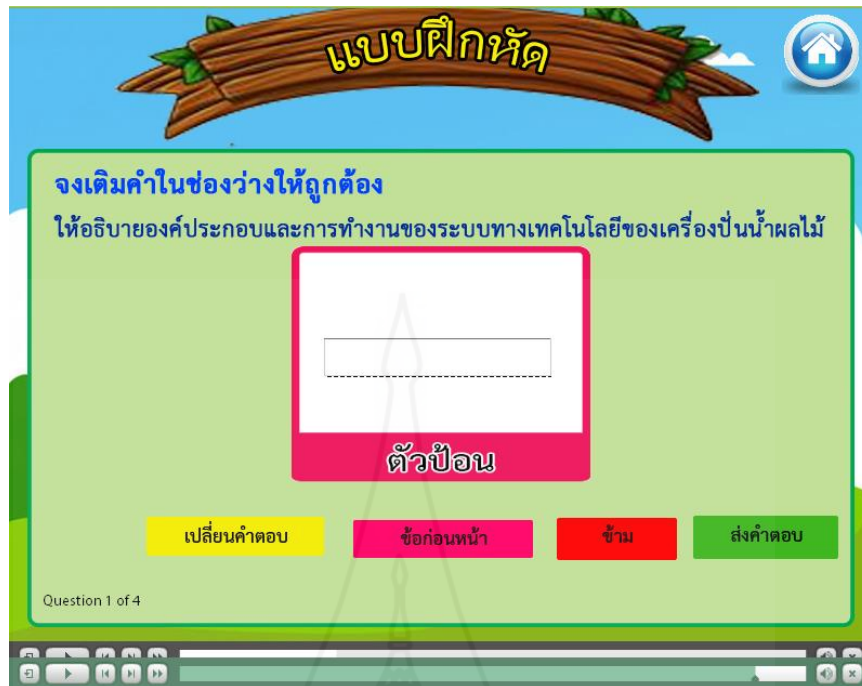 แบบฝึกหัด
จงเติมคำในช่องว่างให้ถูกต้อง
ให้อธิบายองค์ประกอบและการทำงานของระบบทางเทคโนโลยีของเครื่องปั่นน้ำผลไม้
ตัวป้อน
เปลี่ยนคำตอบ ข้อก่อนหน้า ข้าม ส่งคำตอบ
Question 1 of 4